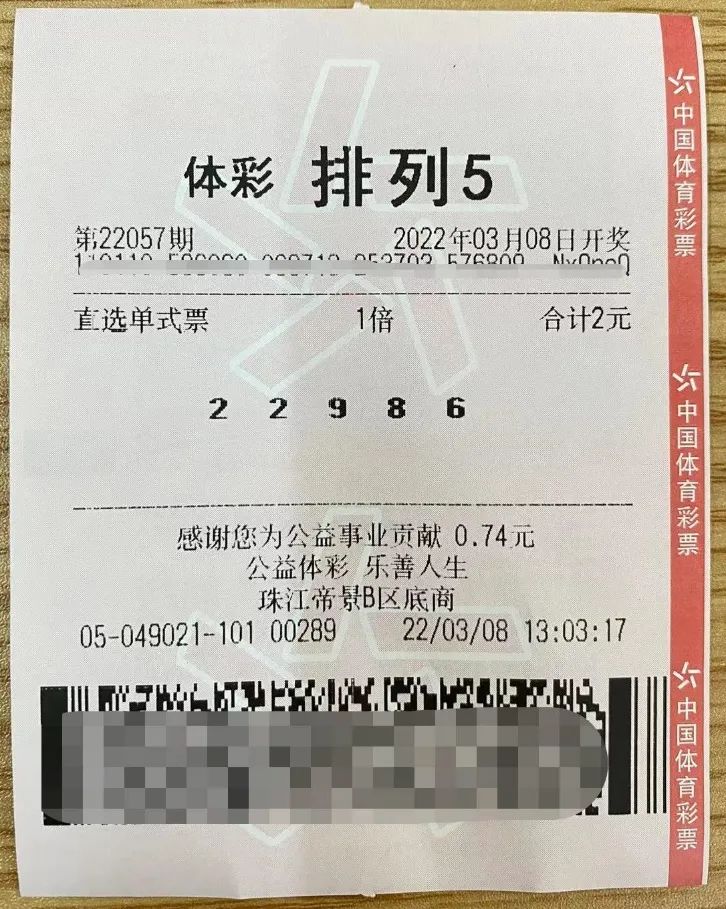 体彩 排列5
第22057期 2022年03月08日开奖
直选单式票 1倍 合计2元
2 2 9 8 6
感谢您为公益事业贡献 0.74元
公益体彩 乐善人生
珠江帝景B区底商
05-049021-101 00289 22/03/08 13:03:17
中国体育彩票
中国体育彩票
中国体育彩票